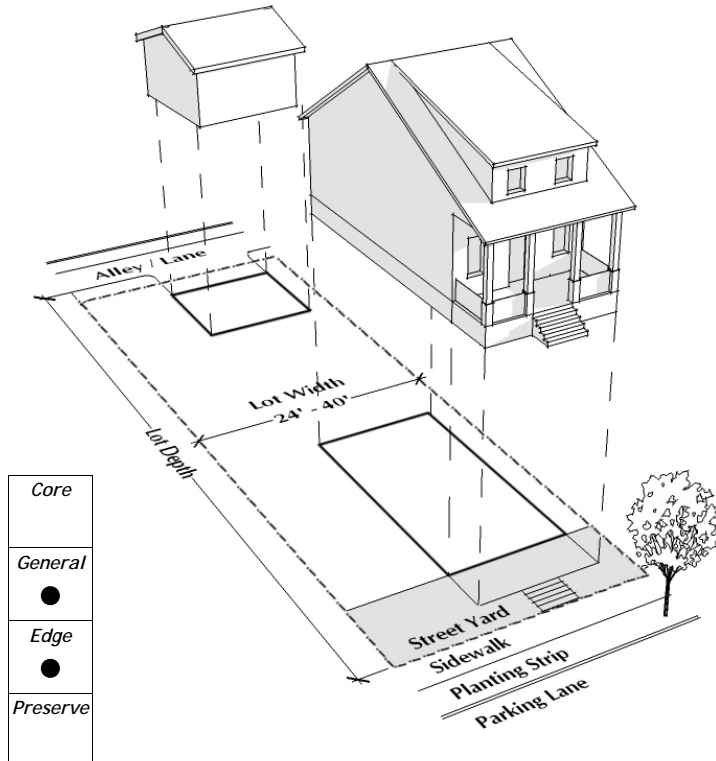 Alley / Lane
Lot Width
24' - 40'
Lot Depth
Core
General
Edge
Preserve
Street Yard
Sidewalk
Planting Strip
Parking Lane